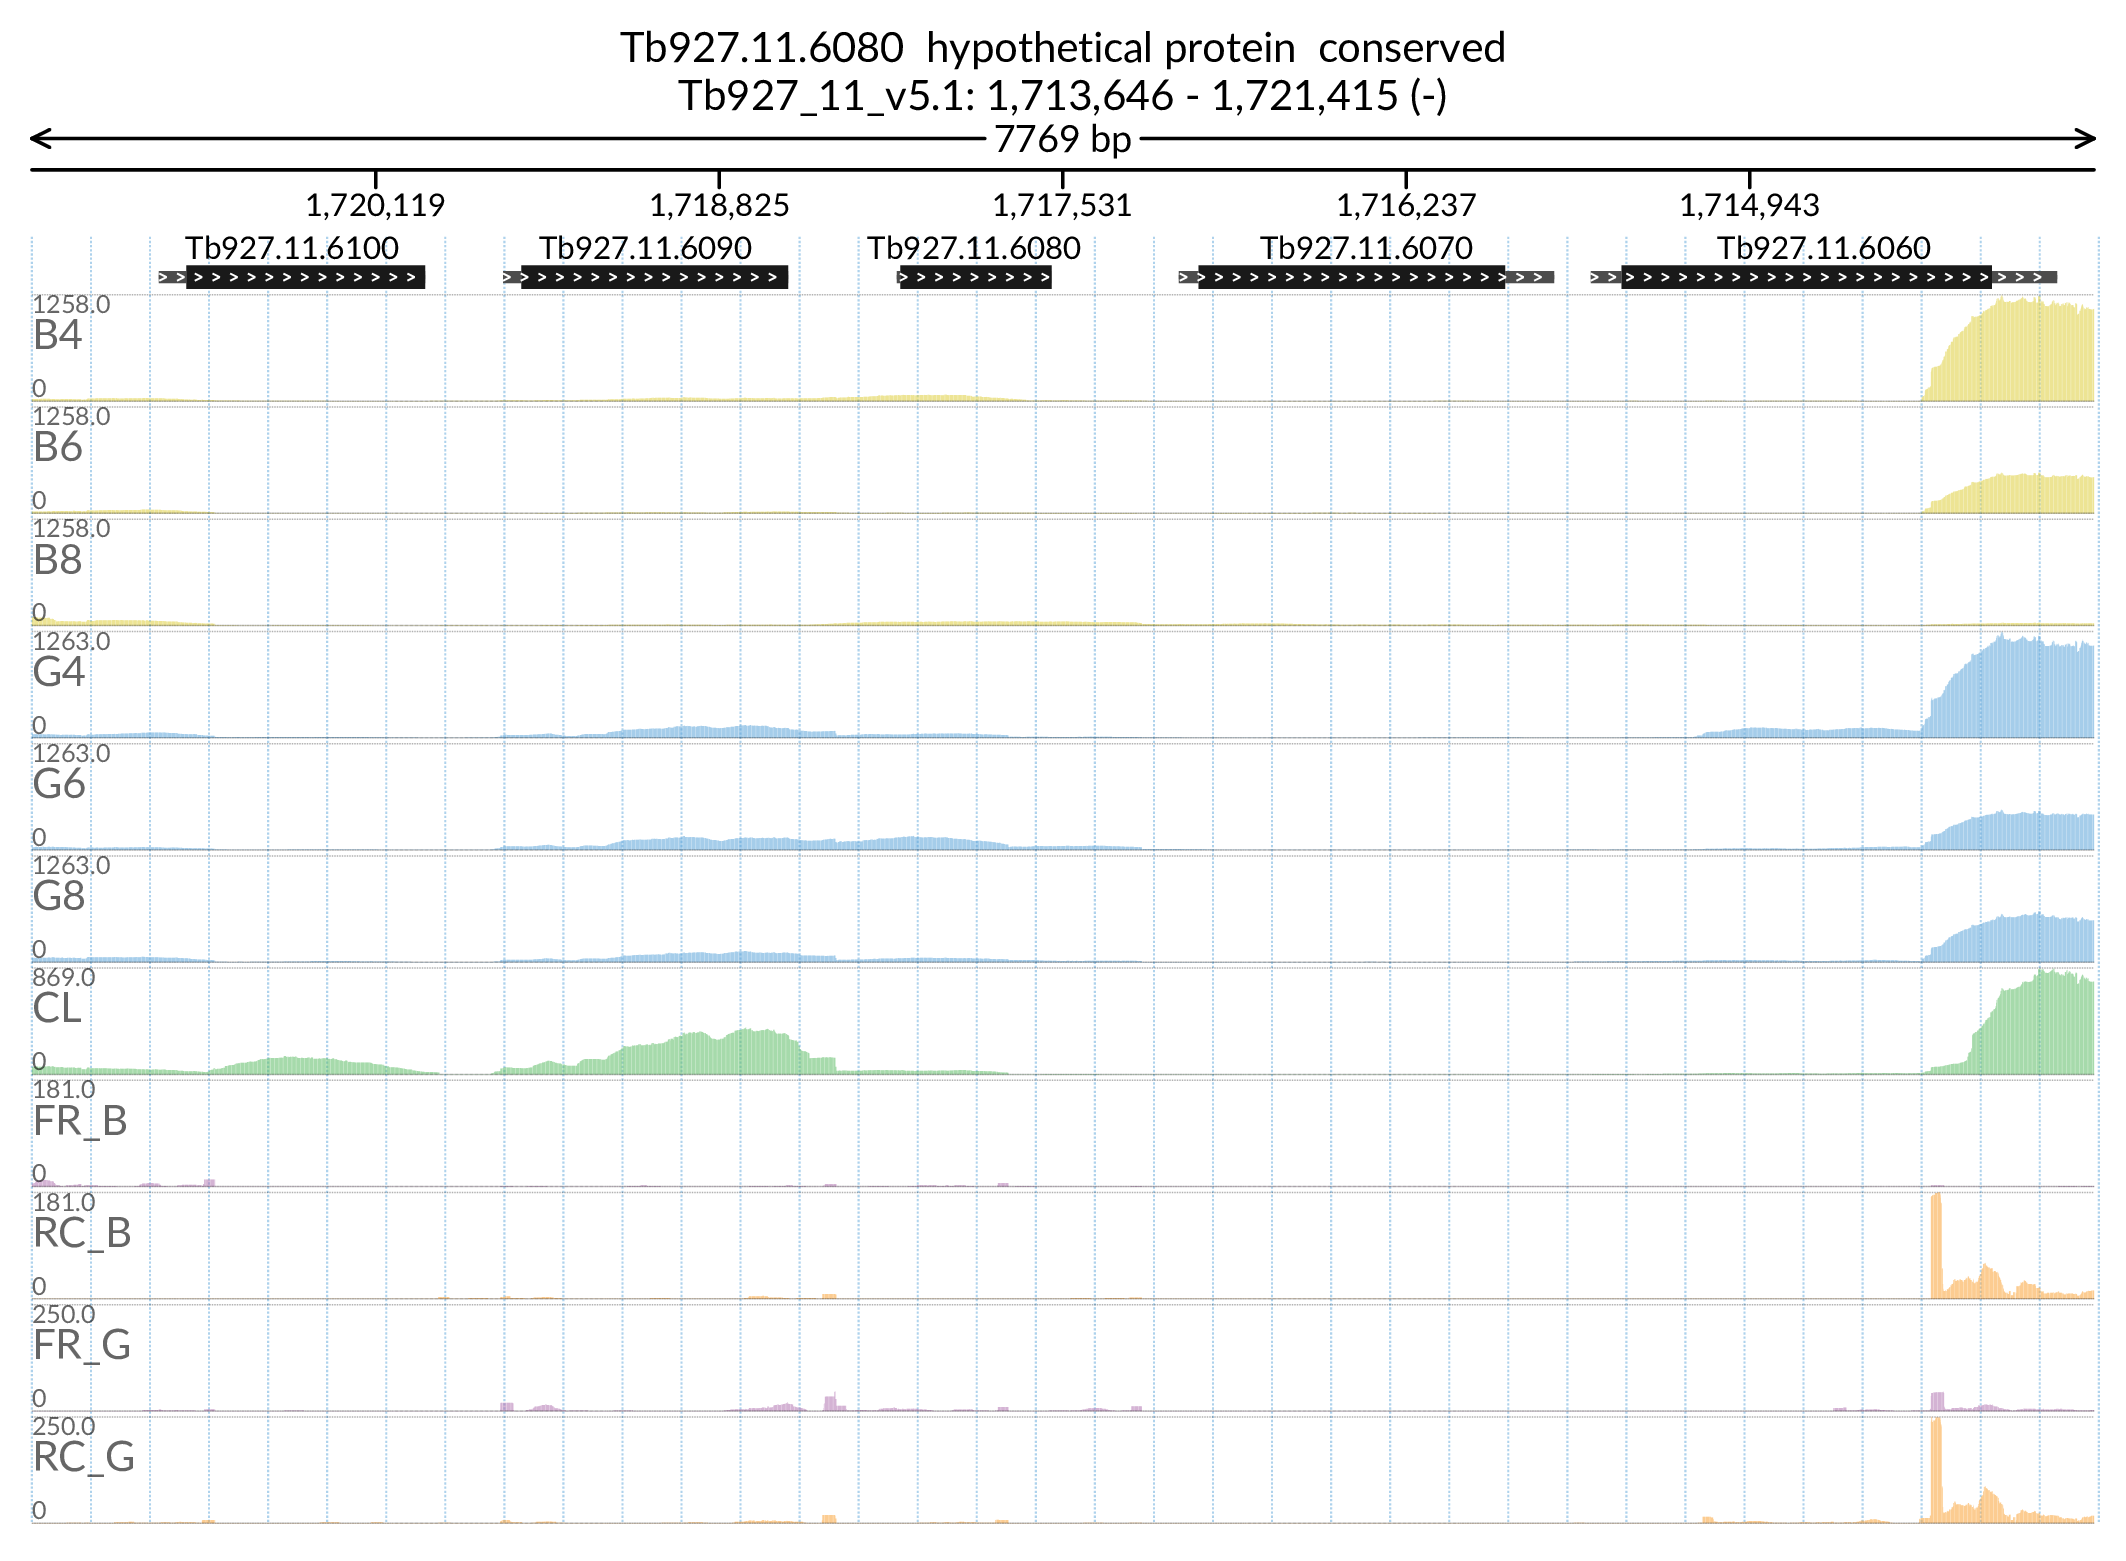 Tb927.11.6080 hypothetical protein conserved
Tb927_11_v5.1: 1,713,646 - 1,721,415 (-)
7769 bp
1,720,119 1,718,825 1,717,531 1,716,237 1,714,943
Tb927.11.6100 Tb927.11.6090 Tb927.11.6080 Tb927.11.6070 Tb927.11.6060
1258.0
B4
0
1258.0
B6
0
1258.0
B8
0
1263.0
G4
0
1263.0
G6
0
1263.0
G8
0
869.0
CL
0
181.0
FR_B
0
181.0
RC_B
0
250.0
FR_G
0
250.0
RC_G
0